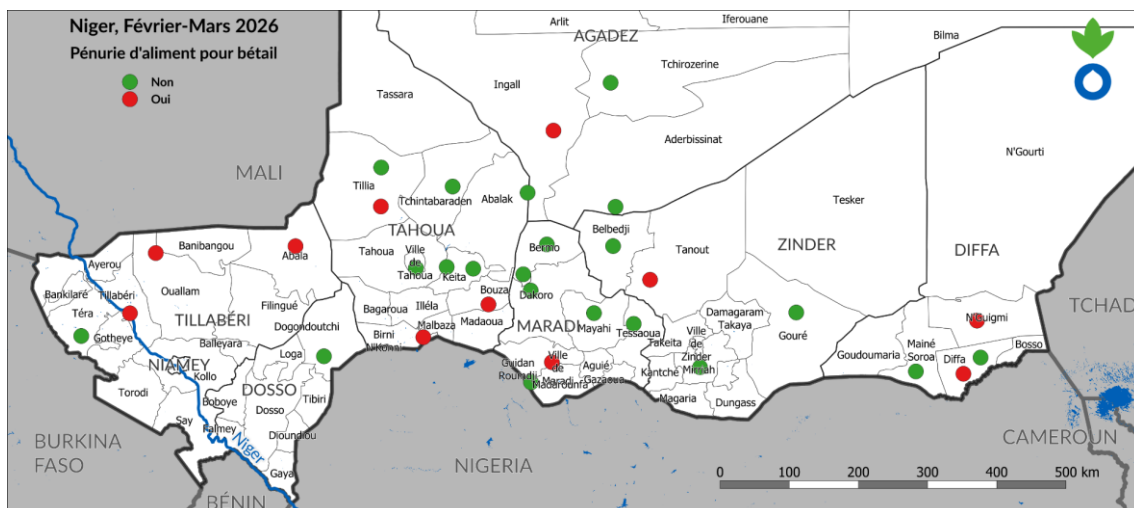 Niger, Février-Mars 2026
Pénurie d'aliment pour bétail
Non
Oui
Arlit
Iferouane
AGADEZ
Bilma
Tchirozerine
Ingall
Tassara
Aderbissinat
N'Gourti
MALI
Tillia
Tchintabaraden
Abalak
Tesker
TAHOUA
Belbedji
Banibangou
Abala
Tahoua
Ville de Tahoua
Bermo
Tanout
ZINDER
DIFFA
Ayerou
Keita
Bankilaré
Tillabéri
Ouallam
Filingué
Bouza
Dakoro
TCHAD
Téra
Bagaroua
Illéla
Damagaram
Takaya
N'Guigmi
Gotheye
TILLABÉRI
Dogondoutchi
Malbaza
Madaoua
MARADI
Mayahi
Tessaoua
Gouré
Birni
N'Konni
Ville de Zinder
Takeita
Mainé
Soroa
Bosso
Balleyara
Goudoumaria
Diffa
NIAMEY
Loga
Guidan
Roumdji
Ville de Maradi
Aguié
Mirriah
Kantché
Kollo
Madarounfa
Gazaoua
Torodi
DOSSO
Boboye
Tibiri
Magaria
Dungass
Dosso
Say
Falmey
Dioundiou
BURKINA
FASO
Niger
NIGERIA
CAMEROUN
Gaya
BÉNIN
0 100 200 300 400 500 km